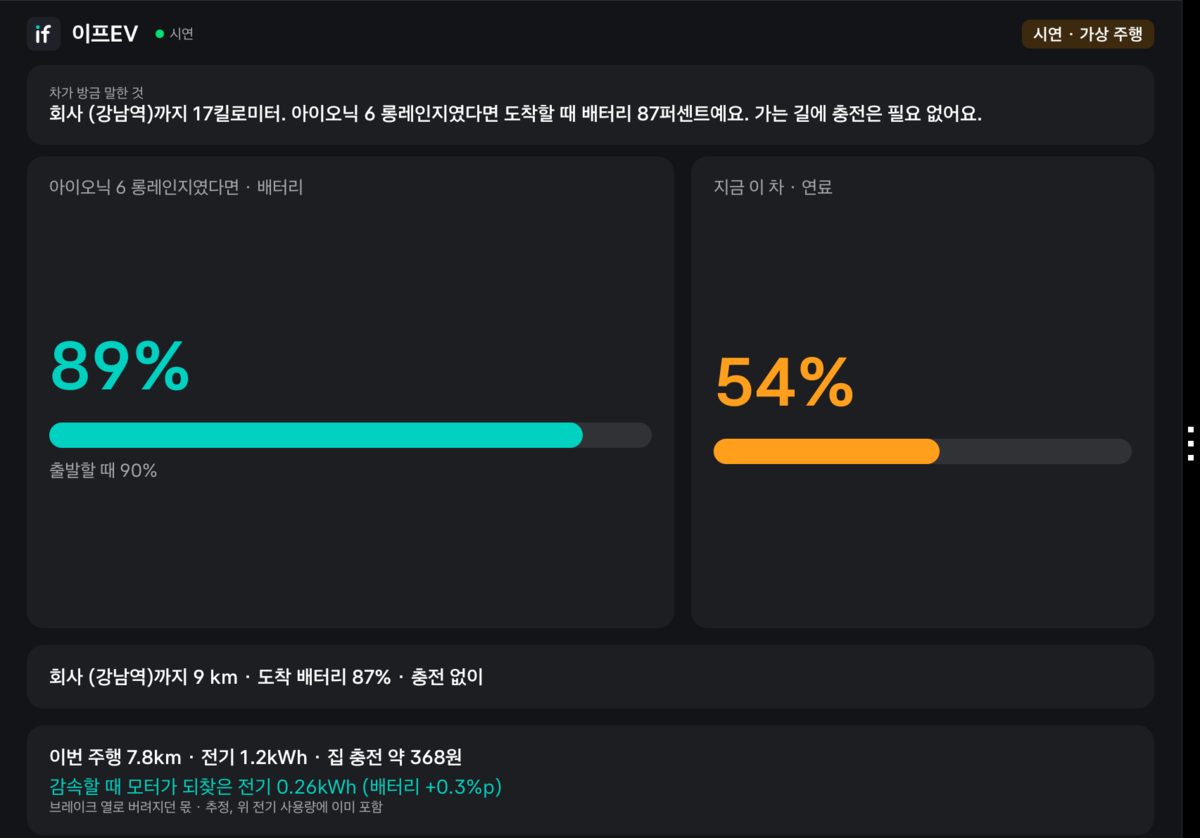 if 이프EV 시연
시연 · 가상 주행
차가 방금 말한 것
회사 (강남역)까지 17킬로미터. 아이오닉 6 롱레인지였다면 도착할 때 배터리 87퍼센트예요. 가는 길에 충전은 필요 없어요.
아이오닉 6 롱레인지였다면 · 배터리
89%
출발할 때 90%
지금 이 차 · 연료
54%
회사 (강남역)까지 9 km · 도착 배터리 87% · 충전 없이
이번 주행 7.8km · 전기 1.2kWh · 집 충전 약 368원
감속할 때 모터가 되찾은 전기 0.26kWh (배터리 +0.3%p)
브레이크 열로 버려지던 몫 · 추정, 위 전기 사용량에 이미 포함